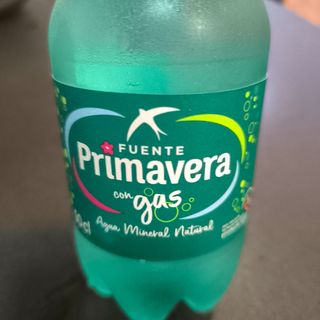 FUENTE
Primavera
con gas
Agua Mineral Natural